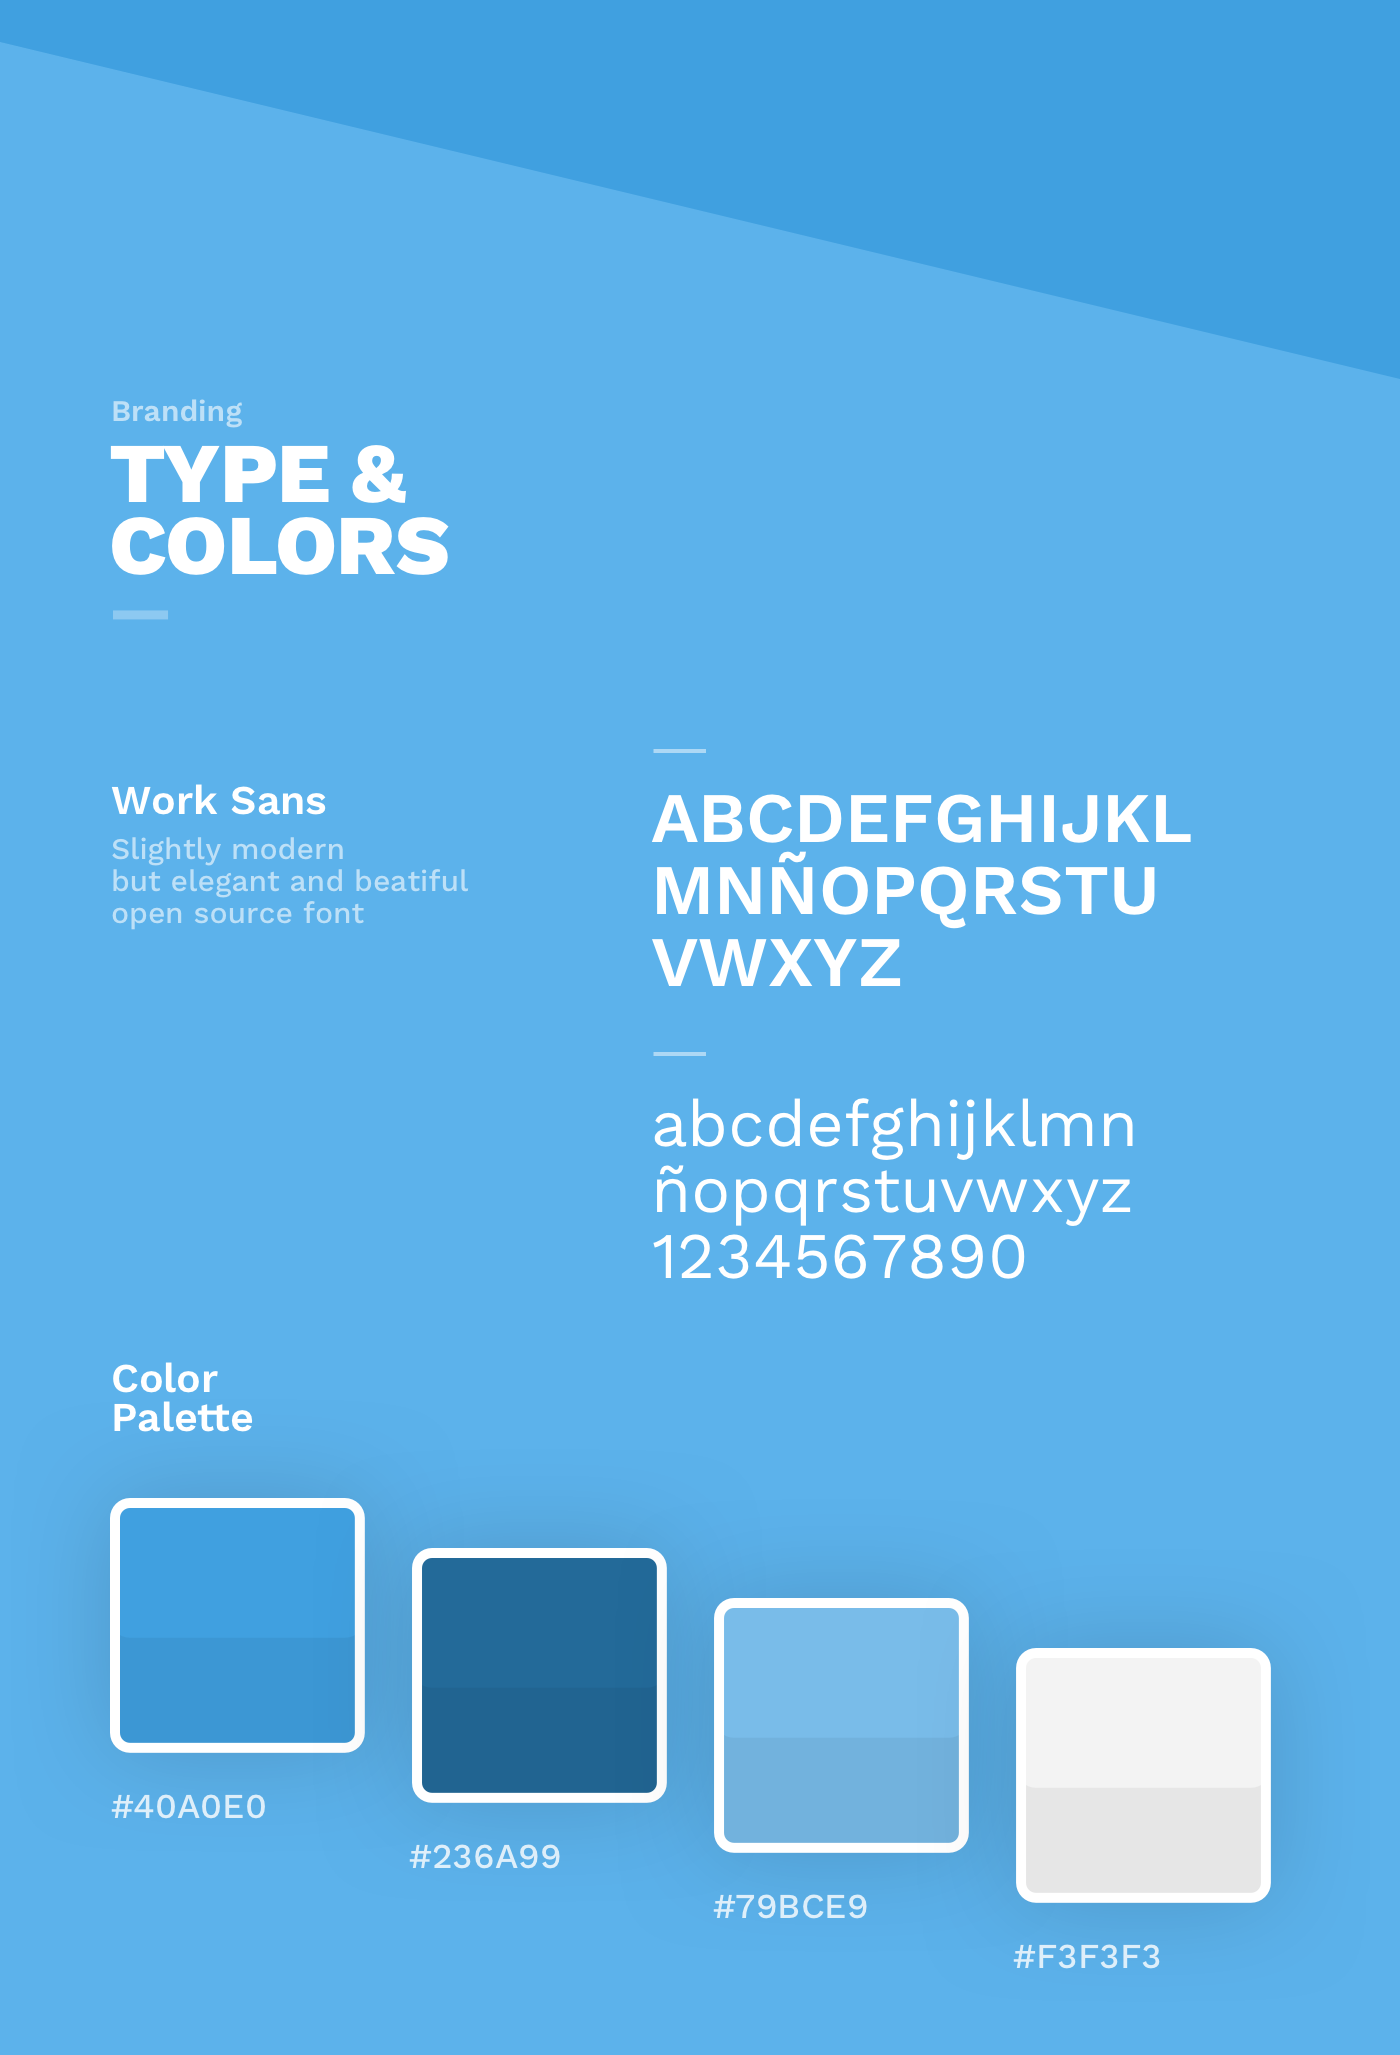 Branding
TYPE &
COLORS
Work Sans
Slightly modern
but elegant and beatiful
open source font
ABCDEFGHIJKL
MNÑOPQRSTU
VWXYZ
abcdefghijklmn
ñopqrstuvwxyz
1234567890
Color
Palette
#40A0E0
#236A99
#79BCE9
#F3F3F3